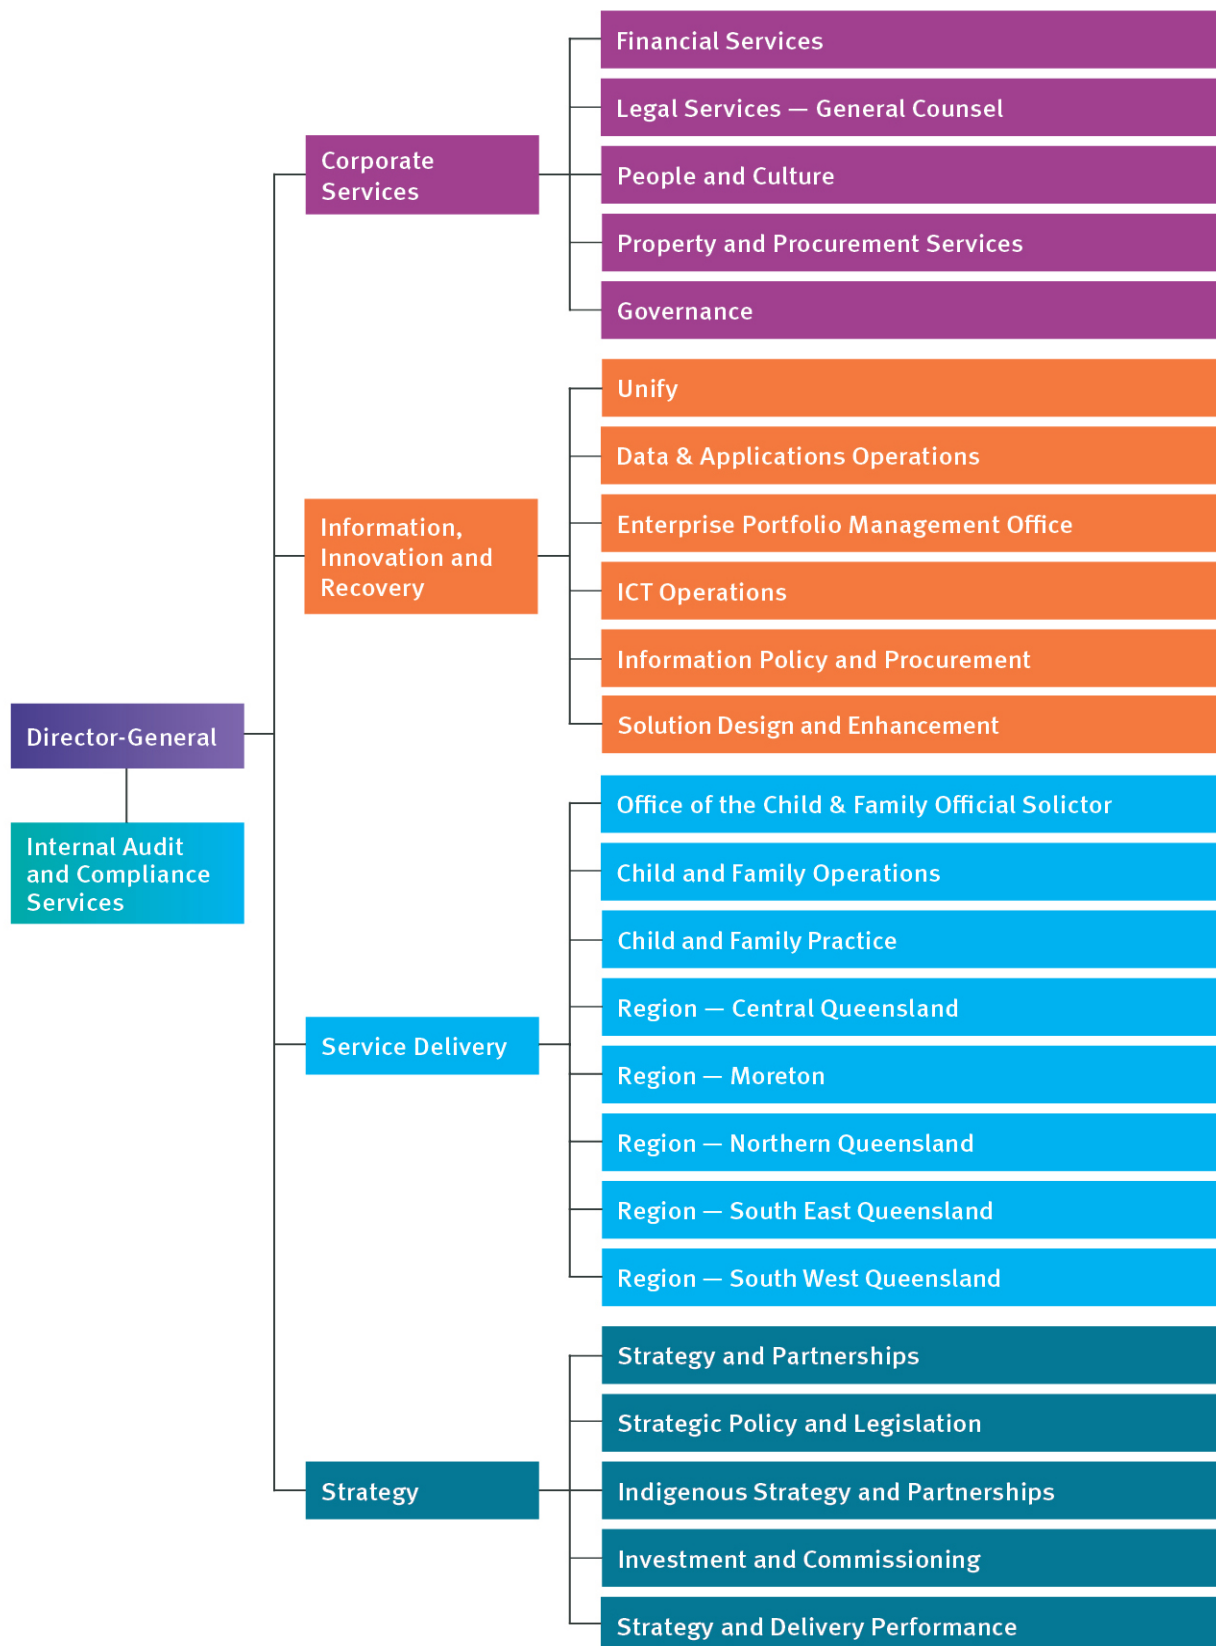 Director-General
Internal Audit
and Compliance
Services
Corporate
Services
Financial Services
Legal Services — General Counsel
People and Culture
Property and Procurement Services
Governance
Information,
Innovation and
Recovery
Unify
Data & Applications Operations
Enterprise Portfolio Management Office
ICT Operations
Information Policy and Procurement
Solution Design and Enhancement
Service Delivery
Office of the Child & Family Official Solictor
Child and Family Operations
Child and Family Practice
Region — Central Queensland
Region — Moreton
Region — Northern Queensland
Region — South East Queensland
Region — South West Queensland
Strategy
Strategy and Partnerships
Strategic Policy and Legislation
Indigenous Strategy and Partnerships
Investment and Commissioning
Strategy and Delivery Performance